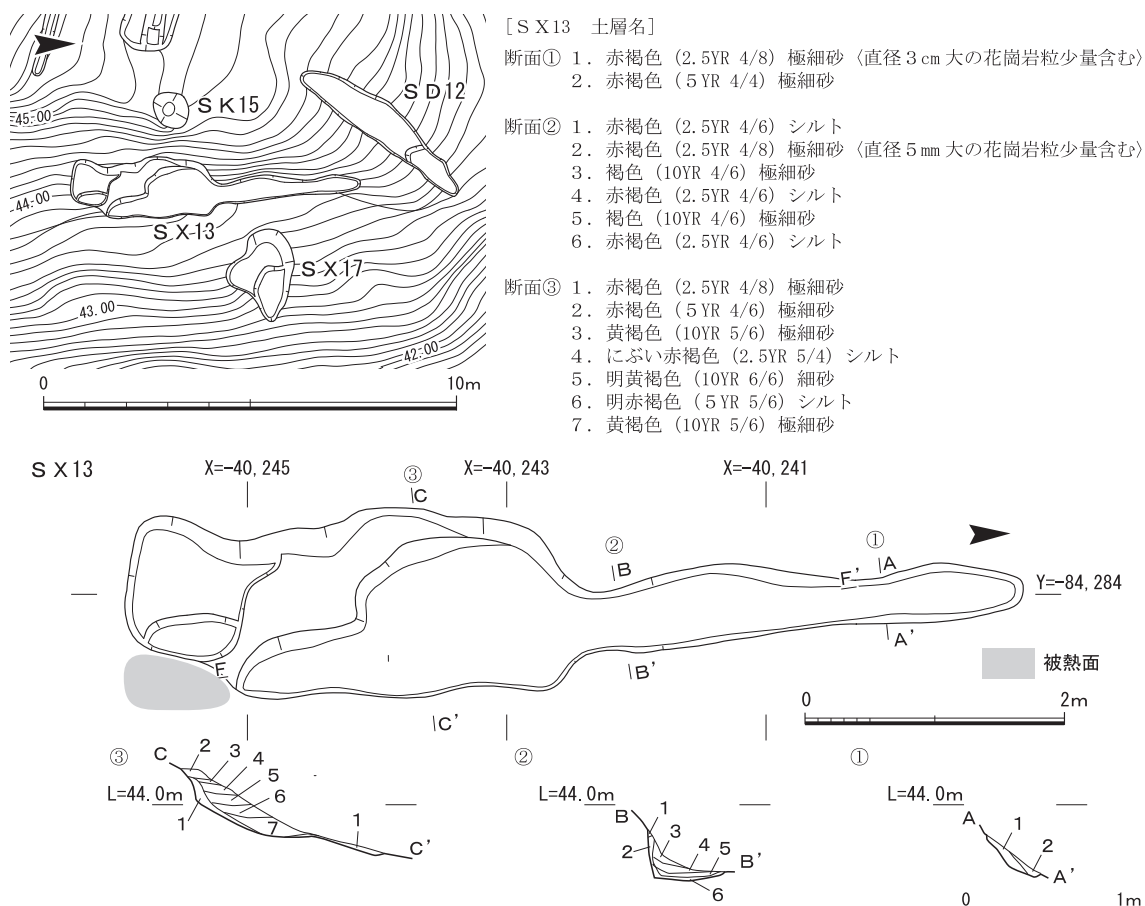 [ＳＸ13　土層名]
断面① 1．赤褐色（2.5YR 4/8）極細砂〈直径３㎝大の花崗岩粒少量含む〉
2．赤褐色（５YR 4/4）極細砂
断面② 1．赤褐色（2.5YR 4/6）シルト
2．赤褐色（2.5YR 4/8）極細砂〈直径５㎜大の花崗岩粒少量含む〉
3．褐色（10YR 4/6）極細砂
4．赤褐色（2.5YR 4/6）シルト
5．褐色（10YR 4/6）極細砂
6．赤褐色（2.5YR 4/6）シルト
断面③ 1．赤褐色（2.5YR 4/8）極細砂
2．赤褐色（５YR 4/6）極細砂
3．黄褐色（10YR 5/6）極細砂
4．にぶい赤褐色（2.5YR 5/4）シルト
5．明黄褐色（10YR 6/6）細砂
6．明赤褐色（５YR 5/6）シルト
7．黄褐色（10YR 5/6）極細砂
ＳＫ15
ＳＤ12
45.00
44.00
ＳＸ13
ＳＸ17
43.00
42.00
0 10m
ＳＸ13
X=-40,245
X=-40,243
X=-40,241
③
C
②
B
F'
①
A
Y=-84,284
F
B'
A'
C'
被熱面
0 2m
③
C
2
3
4
5
6
L=44.0m
1
7
1
C'
②
L=44.0m
B
1
3
2
4
5
B'
6
①
L=44.0m
A
1
2
A'
0 1m